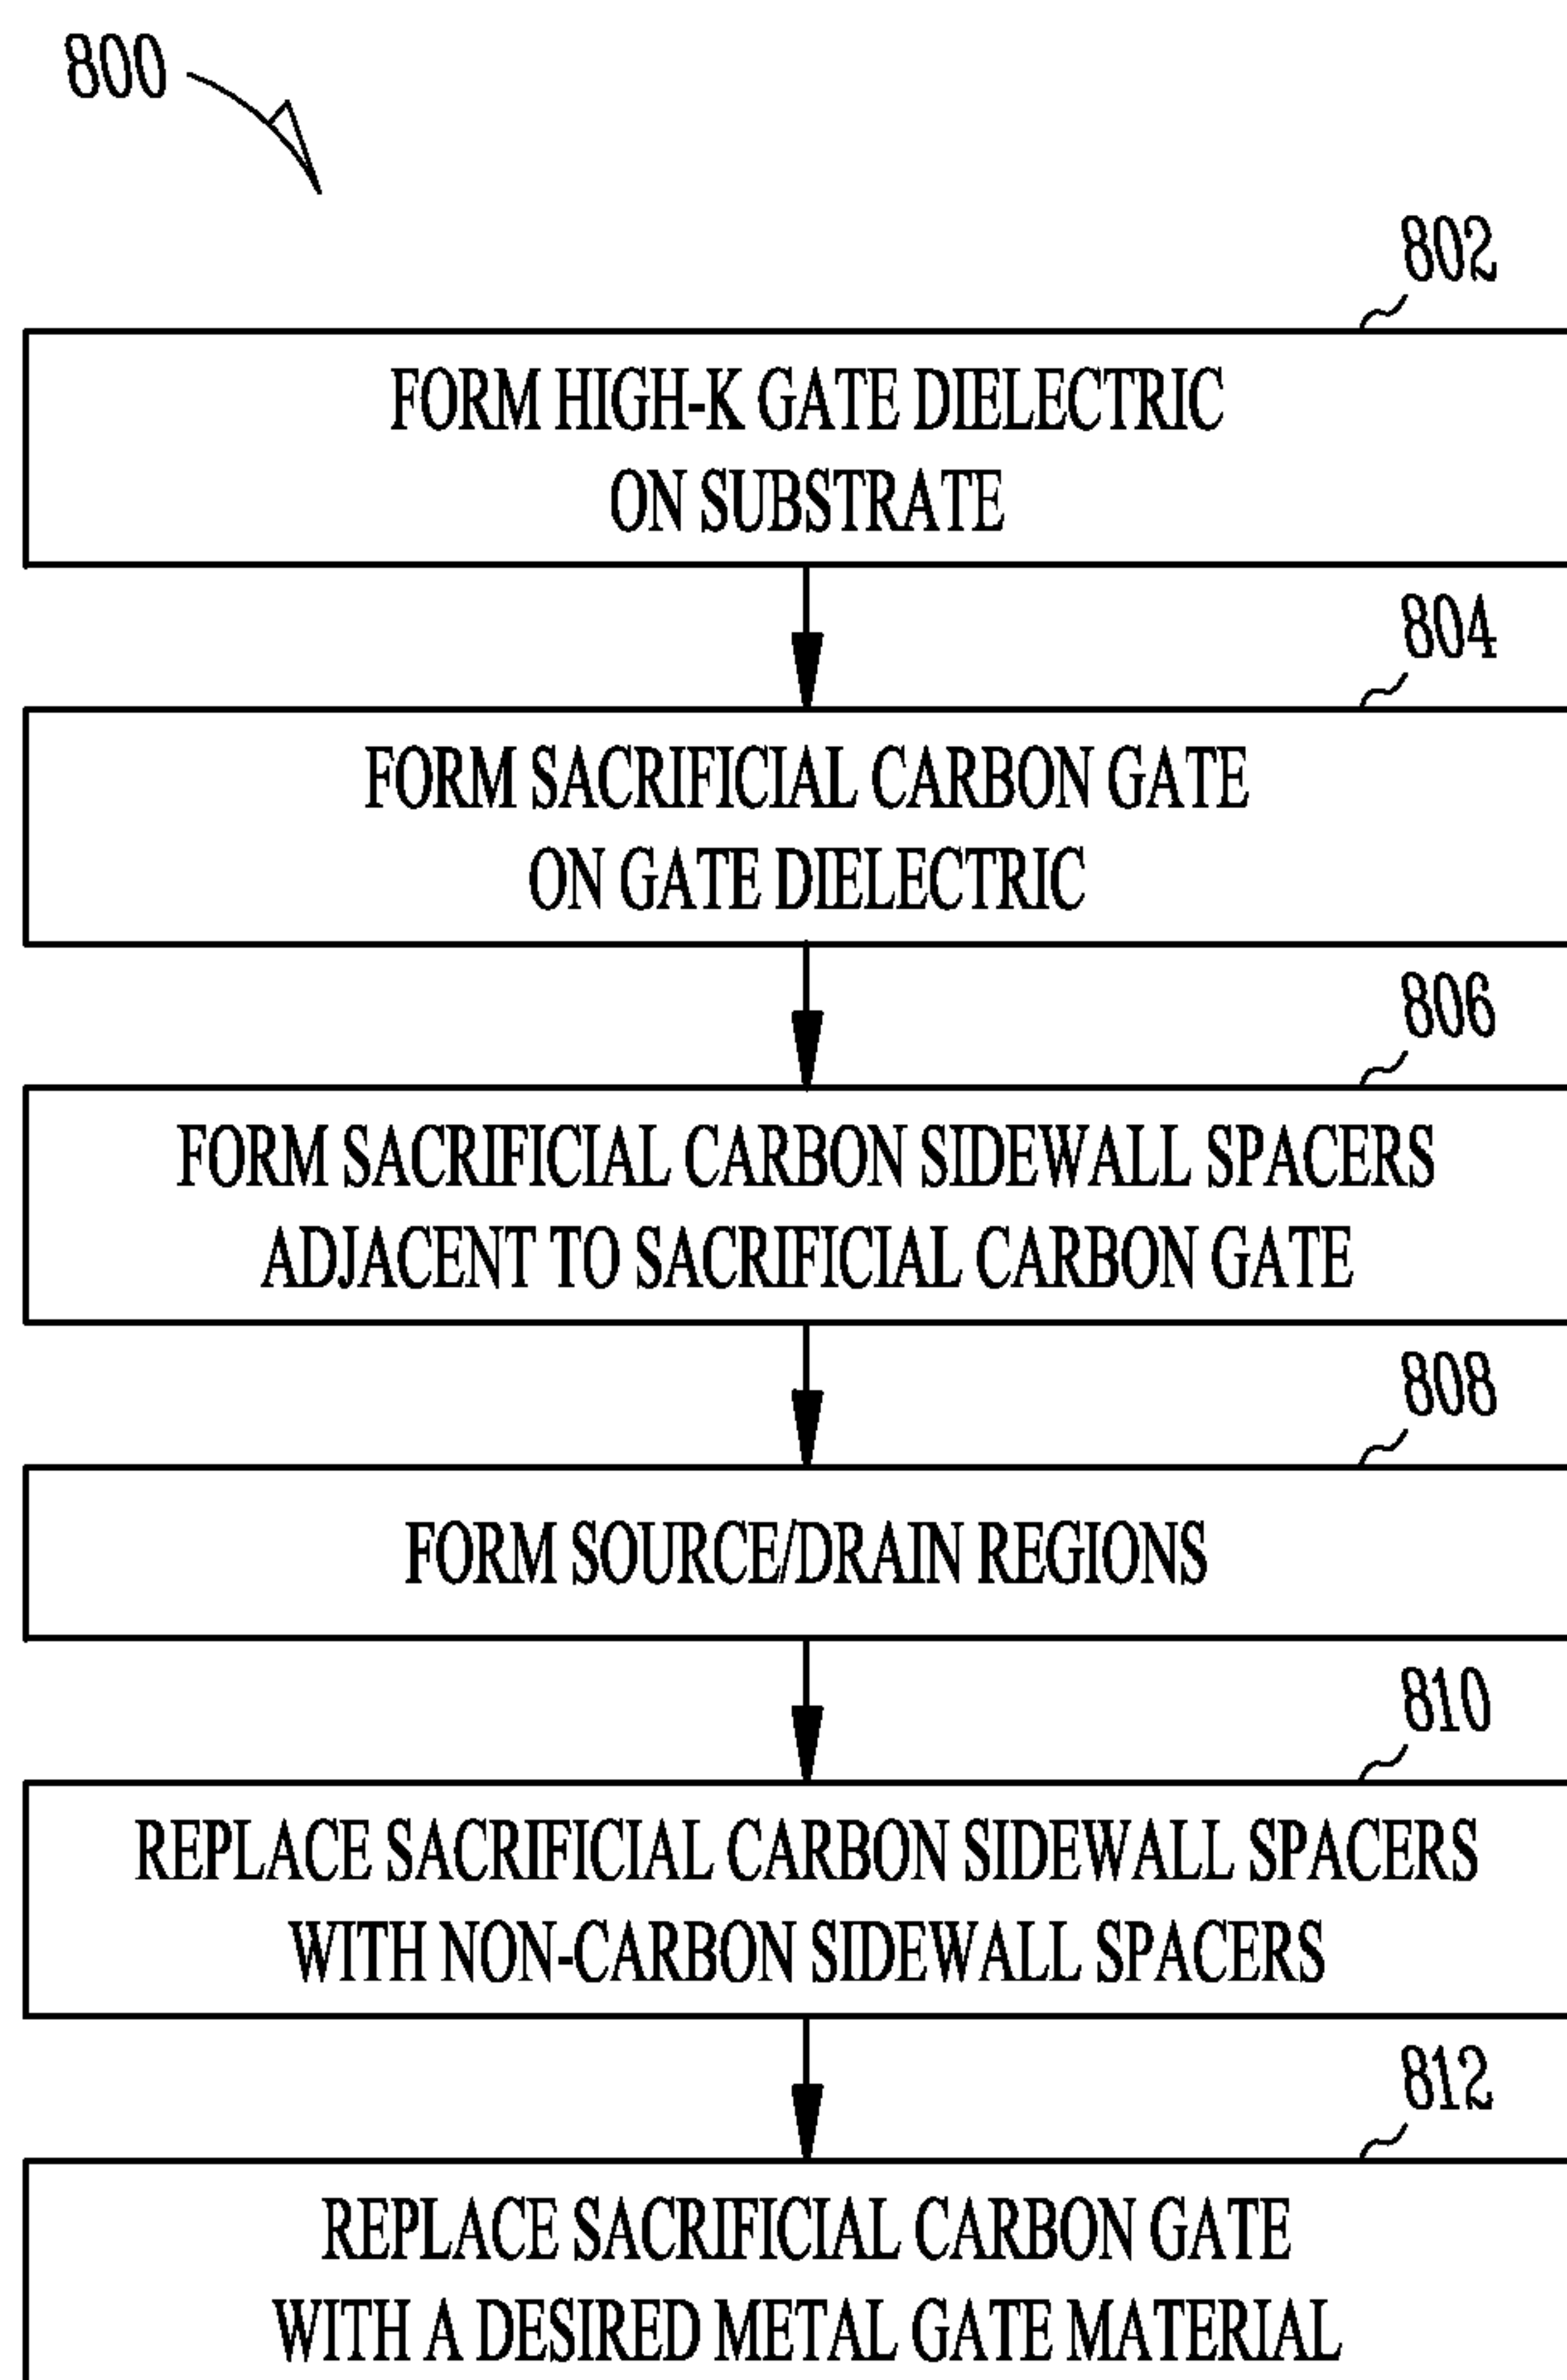 800
802
FORM HIGH-K GATE DIELECTRIC
ON SUBSTRATE
804
FORM SACRIFICIAL CARBON GATE
ON GATE DIELECTRIC
806
FORM SACRIFICIAL CARBON SIDEWALL SPACERS
ADJACENT TO SACRIFICIAL CARBON GATE
808
FORM SOURCE/DRAIN REGIONS
810
REPLACE SACRIFICIAL CARBON SIDEWALL SPACERS
WITH NON-CARBON SIDEWALL SPACERS
812
REPLACE SACRIFICIAL CARBON GATE
WITH A DESIRED METAL GATE MATERIAL